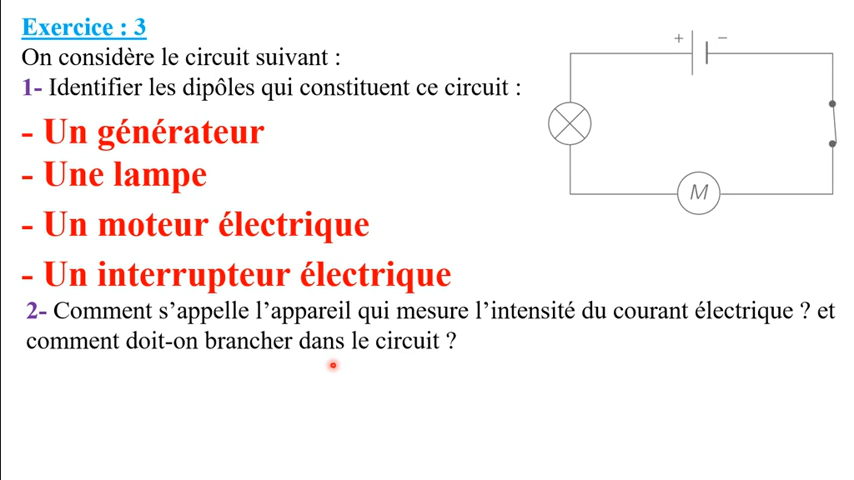 Exercice : 3
On considère le circuit suivant :
1- Identifier les dipôles qui constituent ce circuit :
- Un générateur
- Une lampe
- Un moteur électrique
- Un interrupteur électrique
2- Comment s’appelle l’appareil qui mesure l’intensité du courant électrique ? et
comment doit-on brancher dans le circuit ?
+ −
M